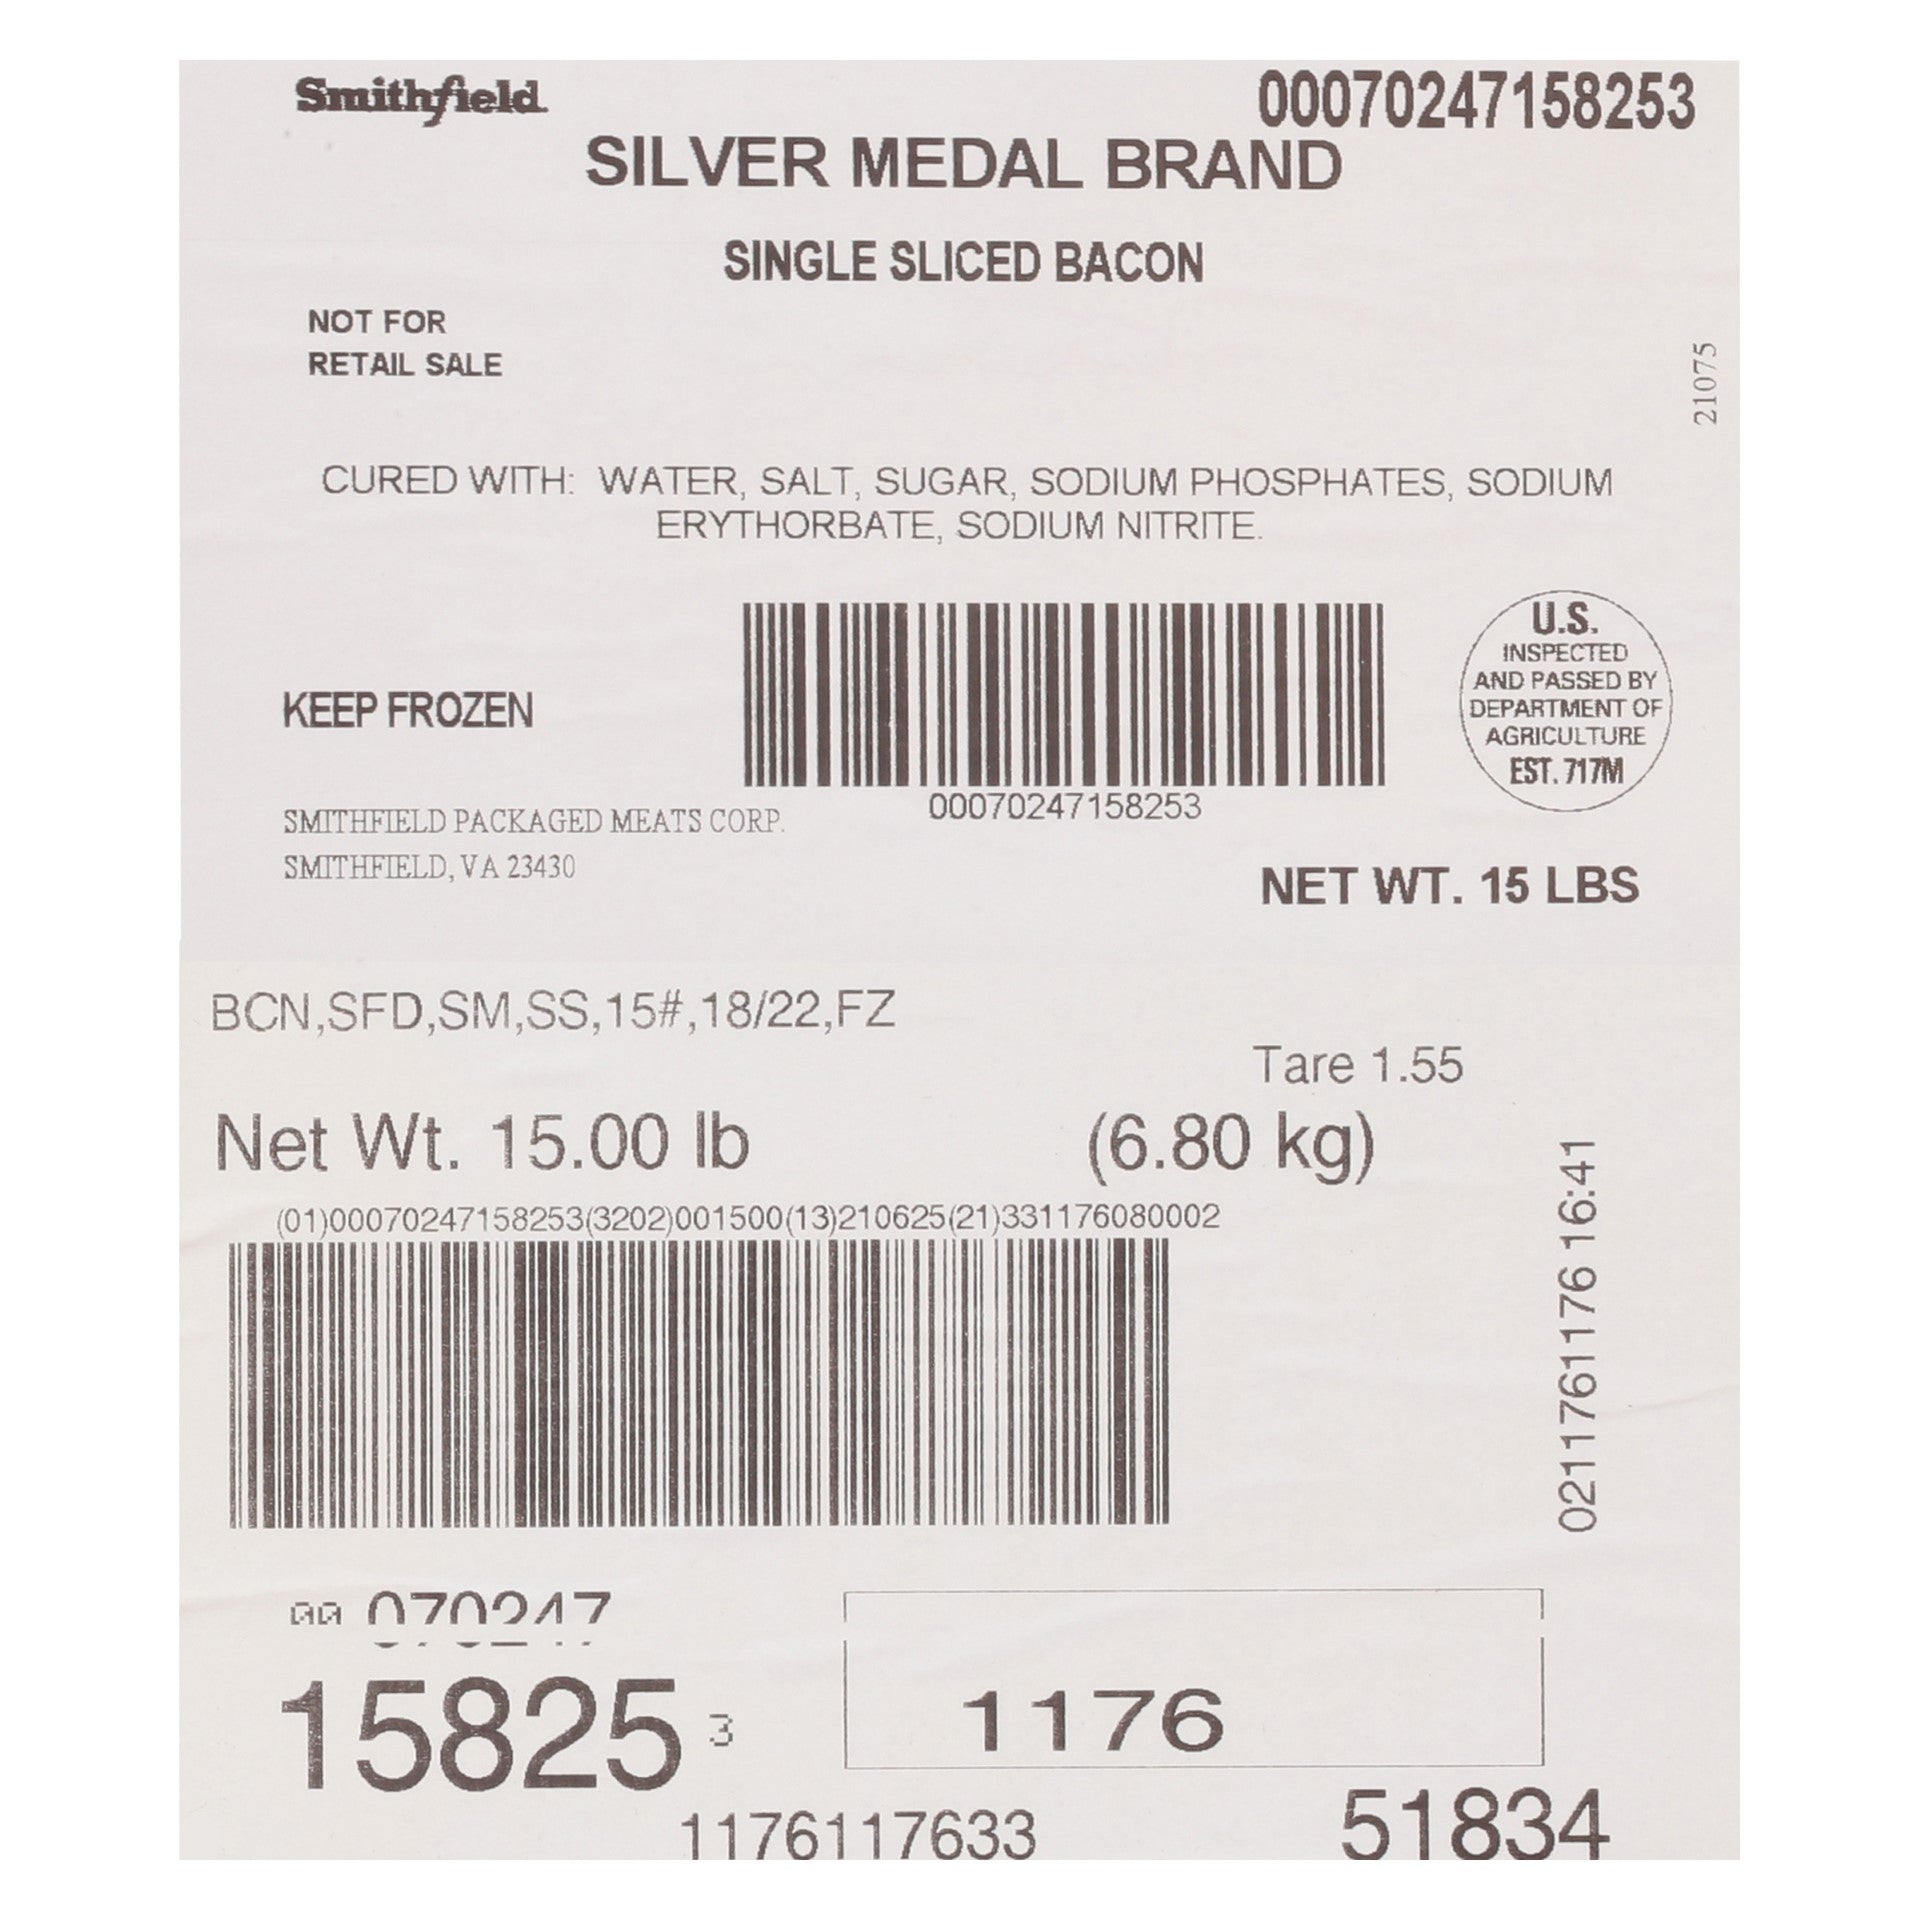 Smithfield.
00070247158253
SILVER MEDAL BRAND
SINGLE SLICED BACON
NOT FOR
RETAIL SALE
21075
CURED WITH: WATER, SALT, SUGAR, SODIUM PHOSPHATES, SODIUM
ERYTHORBATE, SODIUM NITRITE.
U.S.
INSPECTED
AND PASSED BY
DEPARTMENT OF
AGRICULTURE
EST. 717M
KEEP FROZEN
00070247158253
SMITHFIELD PACKAGED MEATS CORP.
SMITHFIELD, VA 23430
NET WT. 15 LBS
BCN,SFD,SM,SS,15#,18/22,FZ
Tare 1.55
Net Wt. 15.00 lb (6.80 kg)
(01)00070247158253(3202)001500(13)210625(21)331176080002
0211761176 16:41
00 070247
15825 3
1176
1176117633
51834